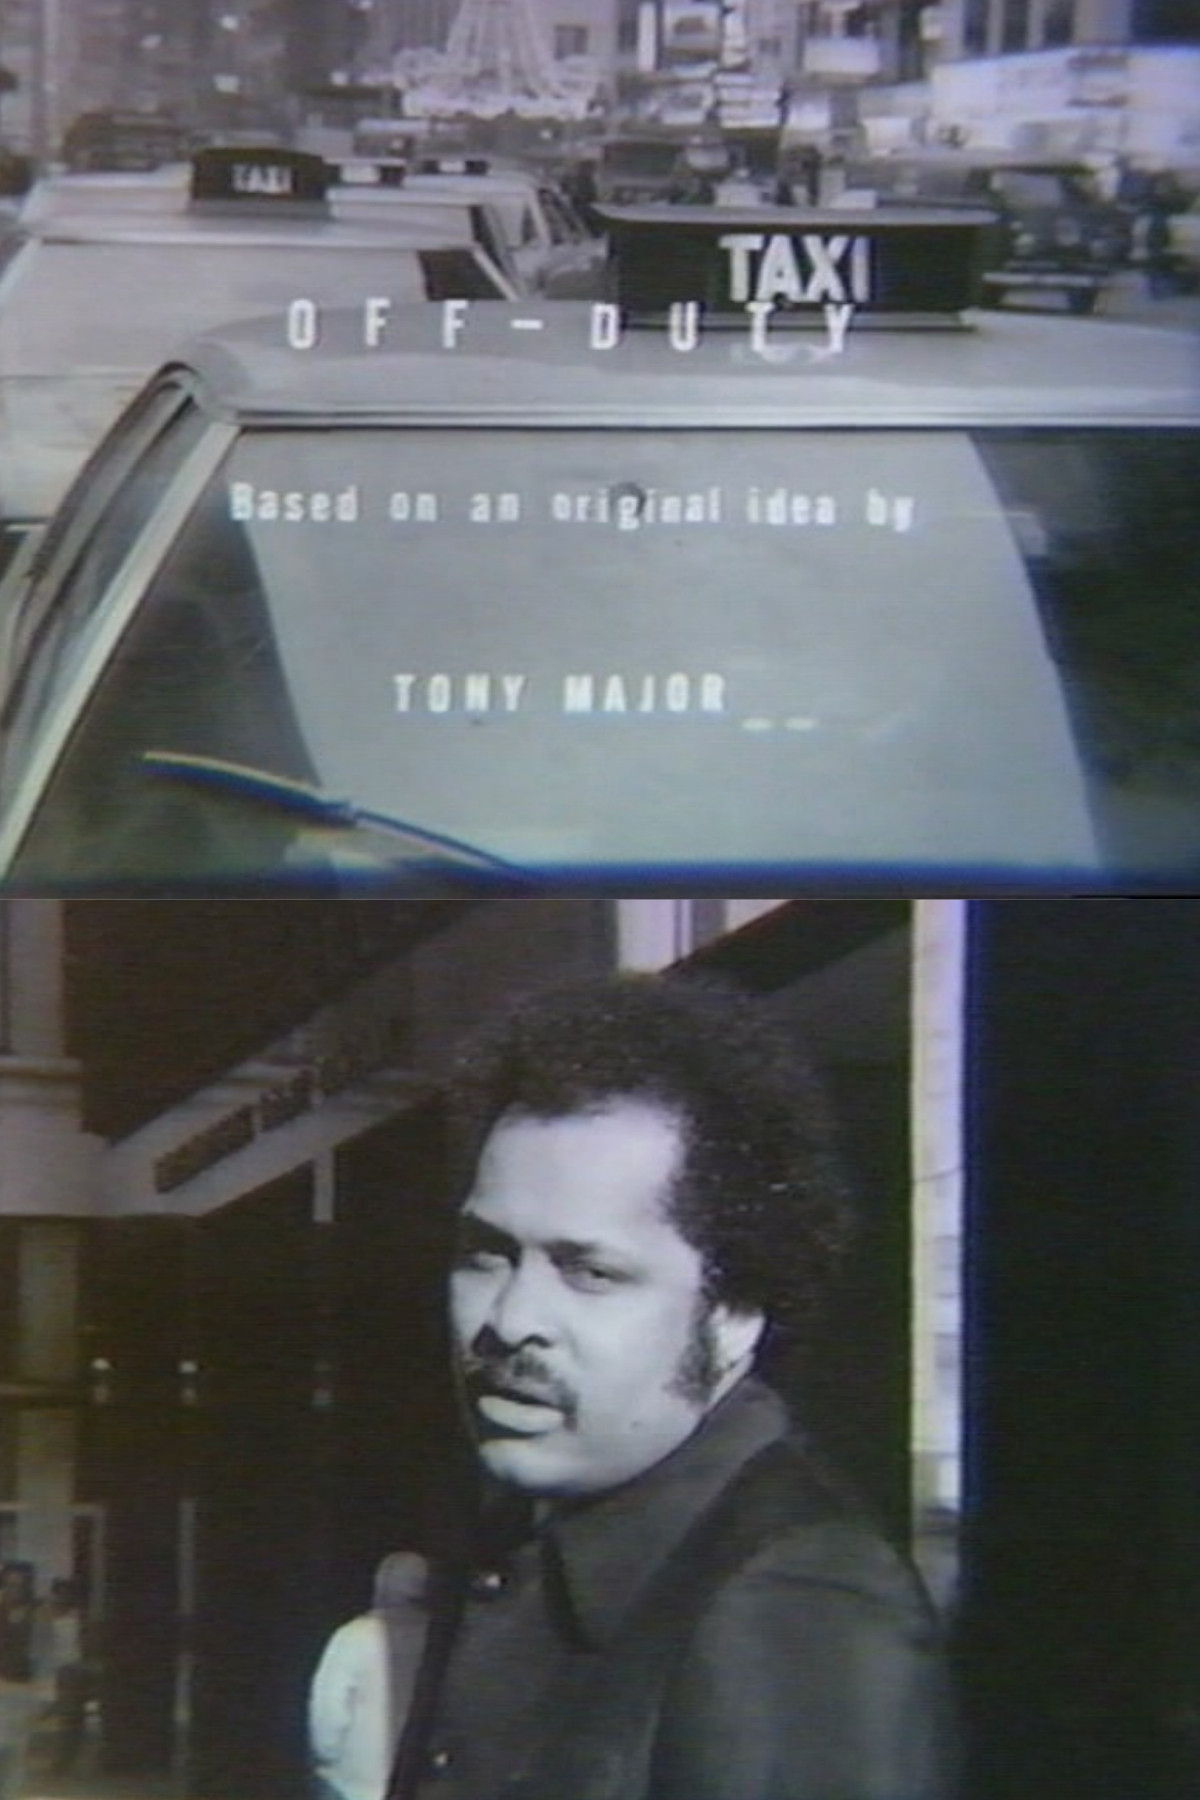 TAXI
TAXI
OFF-DUTY
Based on an original idea by
TONY MAJOR